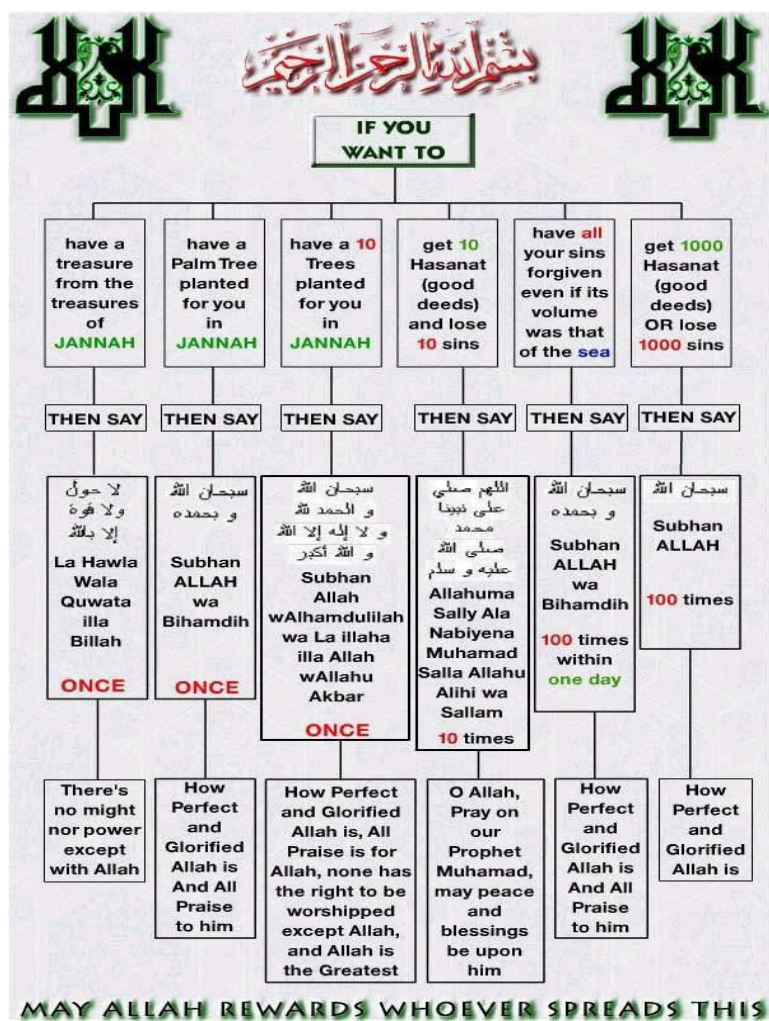 بسم الله الرحمن الرحيم
IF YOU
WANT TO
have a
treasure
from the
treasures
of
JANNAH
have a
Palm Tree
planted
for you
in
JANNAH
have a 10
Trees
planted
for you
in
JANNAH
get 10
Hasanat
(good
deeds)
and lose
10 sins
have all
your sins
forgiven
even if its
volume
was that
of the sea
get 1000
Hasanat
(good
deeds)
OR lose
1000 sins
THEN SAY
THEN SAY
THEN SAY
THEN SAY
THEN SAY
THEN SAY
لا حول
ولا قوة
إلا بالله
La Hawla
Wala
Quwata
illa
Billah
ONCE
سبحان الله
و بحمده
Subhan
ALLAH
wa
Bihamdih
ONCE
سبحان الله
و الحمد لله
و لا إله إلا الله
و الله أكبر
Subhan
Allah
wAlhamdulilah
wa La illaha
illa Allah
wAllahu
Akbar
ONCE
اللهم صلي
على نبينا
محمد
صلى الله
عليه و سلم
Allahuma
Sally Ala
Nabiyena
Muhamad
Salla Allahu
Alihi wa
Sallam
10 times
سبحان الله
و بحمده
Subhan
ALLAH
wa
Bihamdih
100 times
within
one day
سبحان الله
Subhan
ALLAH
100 times
There's
no might
nor power
except
with Allah
How
Perfect
and
Glorified
Allah is
And All
Praise
to him
How Perfect
and Glorified
Allah is, All
Praise is for
Allah, none has
the right to be
worshipped
except Allah,
and Allah is
the Greatest
O Allah,
Pray on
our
Prophet
Muhamad,
may peace
and
blessings
be upon
him
How
Perfect
and
Glorified
Allah is
And All
Praise
to him
How
Perfect
and
Glorified
Allah is
MAY ALLAH REWARDS WHOEVER SPREADS THIS